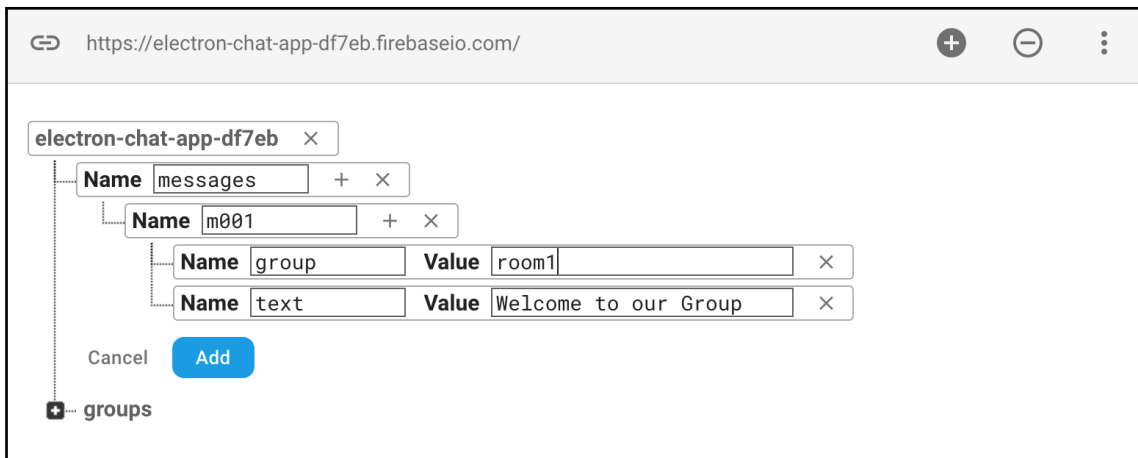 https://electron-chat-app-df7eb.firebaseio.com/
electron-chat-app-df7eb
Name messages
Name m001
Name group Value room1
Name text Value Welcome to our Group
Cancel Add
groups